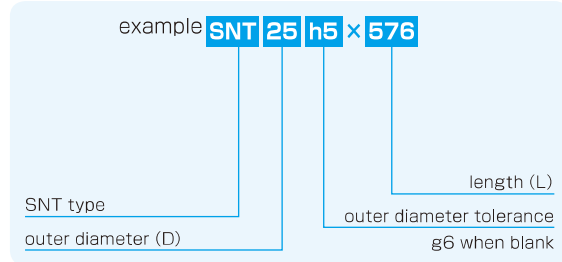 example SNT 25 h5 × 576
length (L)
SNT type
outer diameter tolerance
outer diameter (D)
g6 when blank